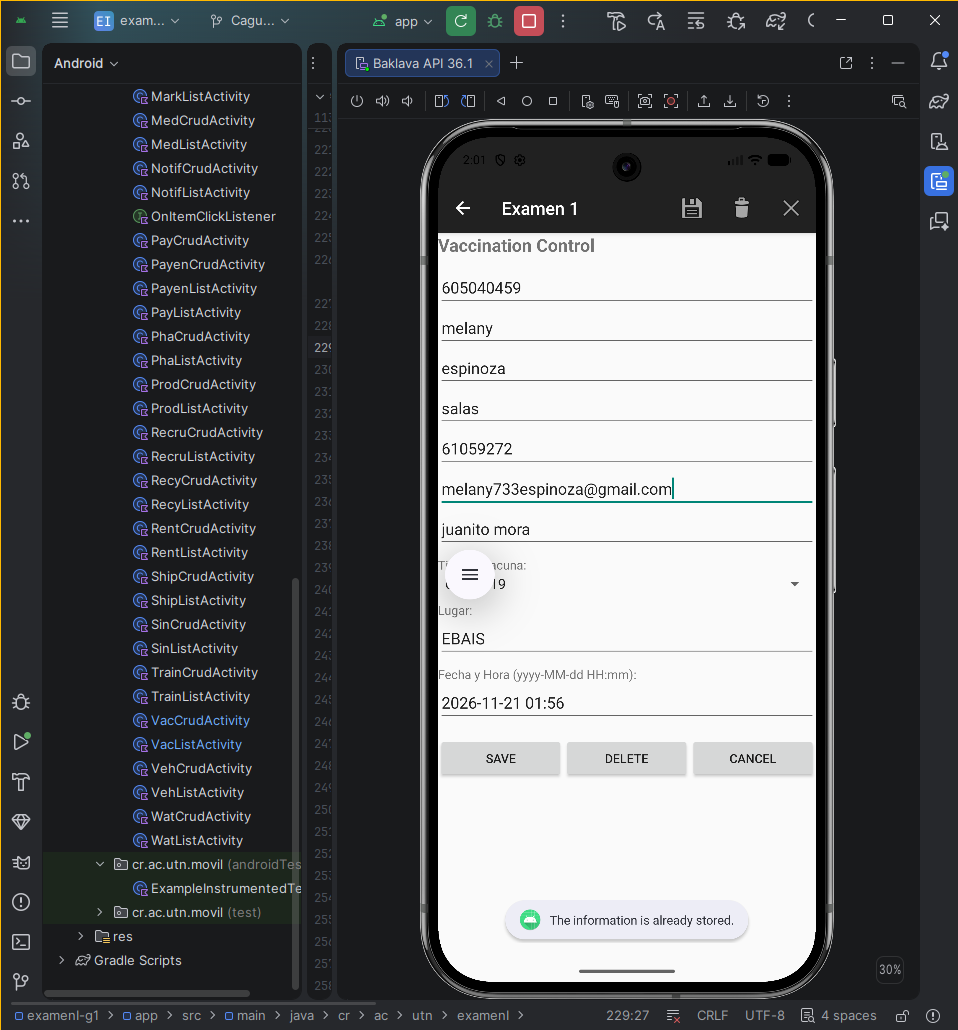 EI exam... Cagu... app
Android
Baklava API 36.1
MarkListActivity
MedCrudActivity
MedListActivity
NotifCrudActivity
NotifListActivity
OnItemClickListener
PayCrudActivity
PayenCrudActivity
PayenListActivity
PayListActivity
PhaCrudActivity
PhaListActivity
ProdCrudActivity
ProdListActivity
RecruCrudActivity
RecruListActivity
RecyCrudActivity
RecyListActivity
RentCrudActivity
RentListActivity
ShipCrudActivity
ShipListActivity
SinCrudActivity
SinListActivity
TrainCrudActivity
TrainListActivity
VacCrudActivity
VacListActivity
VehCrudActivity
VehListActivity
WatCrudActivity
WatListActivity
cr.ac.utn.movil (androidTes
ExampleInstrumentedTe
cr.ac.utn.movil (test)
res
Gradle Scripts
229
2:01
Examen 1
Vaccination Control
605040459
melany
espinoza
salas
61059272
melany733espinoza@gmail.com
juanito mora
Lugar:
EBAIS
Fecha y Hora (yyyy-MM-dd HH:mm):
2026-11-21 01:56
SAVE DELETE CANCEL
The information is already stored.
30%
examenI-g1 app src main java cr ac utn examenI 229:27 CRLF UTF-8 4 spaces